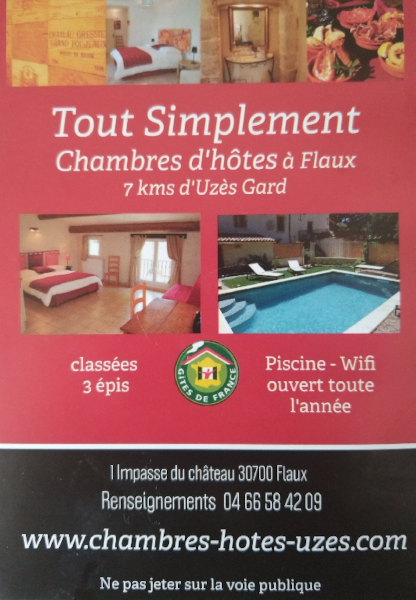 Tout Simplement
Chambres d'hôtes à Flaux
7 kms d'Uzès Gard
classées
3 épis
GÎTES DE FRANCE
Piscine - Wifi
ouvert toute
l'année
1 Impasse du château 30700 Flaux
Renseignements 04 66 58 42 09
www.chambres-hotes-uzes.com
Ne pas jeter sur la voie publique